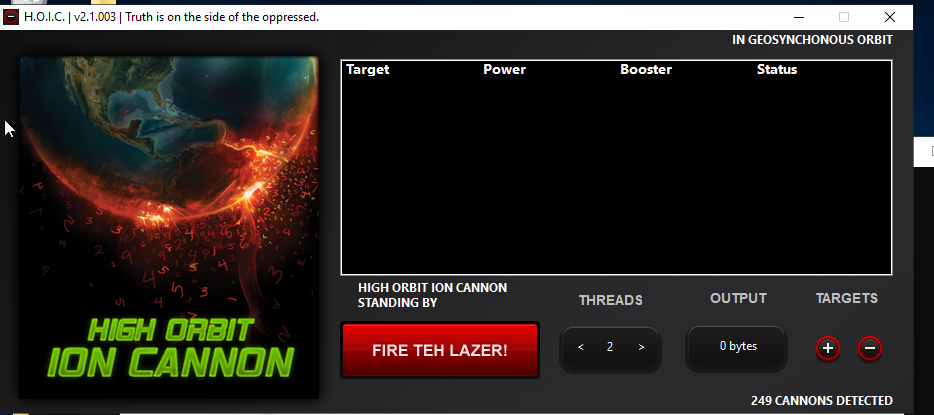 H.O.I.C. | v2.1.003 | Truth is on the side of the oppressed.
IN GEOSYNCHONOUS ORBIT
Target Power Booster Status
HIGH ORBIT
ION CANNON
HIGH ORBIT ION CANNON
STANDING BY
FIRE TEH LAZER!
THREADS
< 2 >
OUTPUT
0 bytes
TARGETS
+ −
249 CANNONS DETECTED